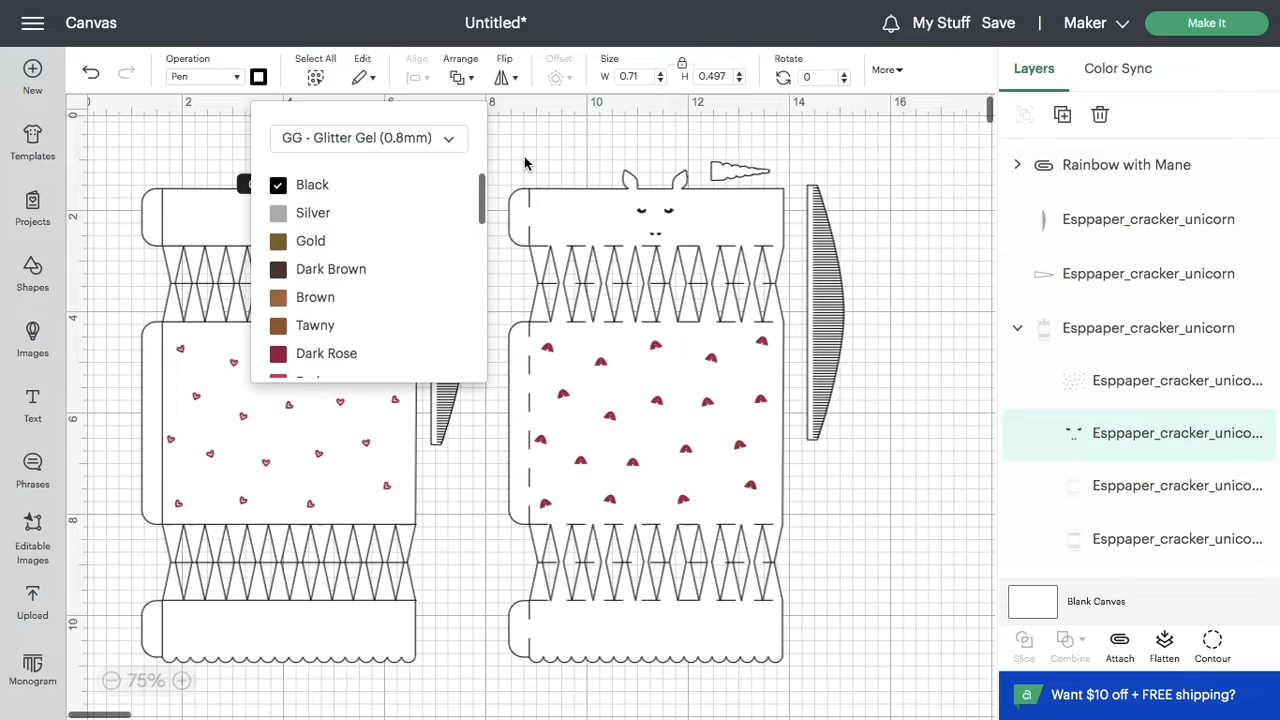 Canvas
Untitled*
My Stuff
Save
|
Maker
Make It
New
Templates
Projects
Shapes
Images
Text
Phrases
Editable
Images
Upload
Monogram
Operation
Pen
Select All
Edit
Align
Arrange
Flip
Offset
Size
W 0.71
H 0.497
Rotate
0
More
0 2 4 6 8 10 12 14 16
0
2
4
6
8
10
GG - Glitter Gel (0.8mm)
Black
Silver
Gold
Dark Brown
Brown
Tawny
Dark Rose
75%
Layers
Color Sync
Rainbow with Mane
Esppaper_cracker_unicorn
Esppaper_cracker_unicorn
Esppaper_cracker_unicorn
Esppaper_cracker_unico...
Esppaper_cracker_unico...
Esppaper_cracker_unico...
Esppaper_cracker_unico...
Blank Canvas
Slice
Combine
Attach
Flatten
Contour
a
Want $10 off + FREE shipping?